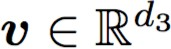 𝒗 ∈ ℝ^{d_3}